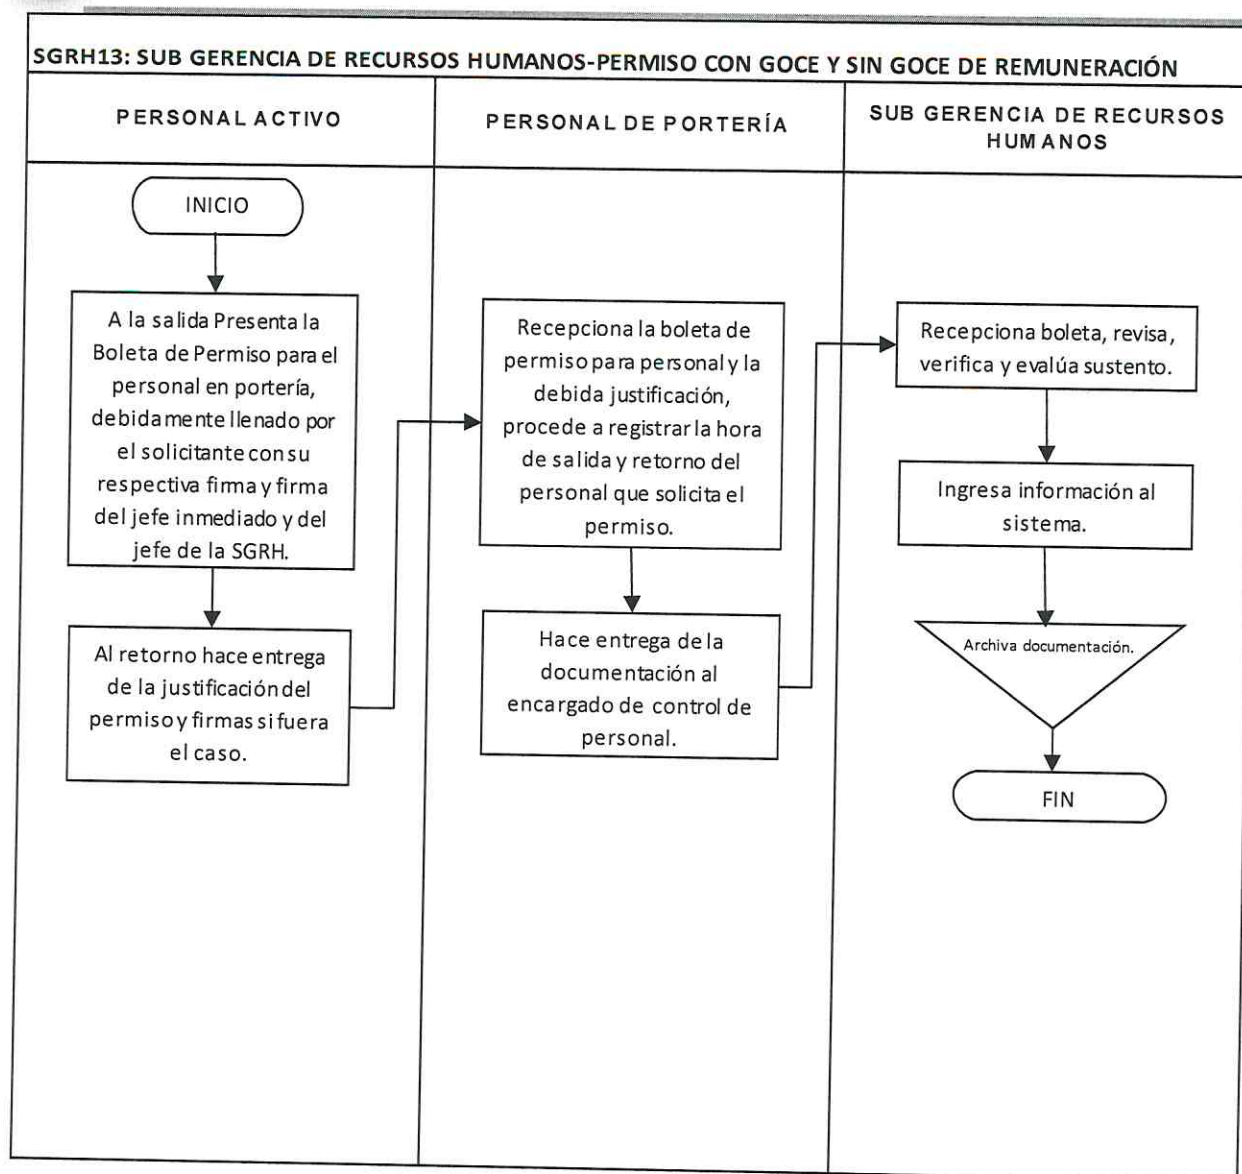 SGRH13: SUB GERENCIA DE RECURSOS HUMANOS-PERMISO CON GOCE Y SIN GOCE DE REMUNERACIÓN
PERSONAL ACTIVO
PERSONAL DE PORTERÍA
SUB GERENCIA DE RECURSOS
HUMANOS
INICIO
A la salida Presenta la
Boleta de Permiso para el
personal en portería,
debidamente llenado por
el solicitante con su
respectiva firma y firma
del jefe inmediado y del
jefe de la SGRH.
Al retorno hace entrega
de la justificación del
permiso y firmas si fuera
el caso.
Recepciona la boleta de
permiso para personal y la
debida justificación,
procede a registrar la hora
de salida y retorno del
personal que solicita el
permiso.
Hace entrega de la
documentación al
encargado de control de
personal.
Recepciona boleta, revisa,
verifica y evalúa sustento.
Ingresa información al
sistema.
Archiva documentación.
FIN